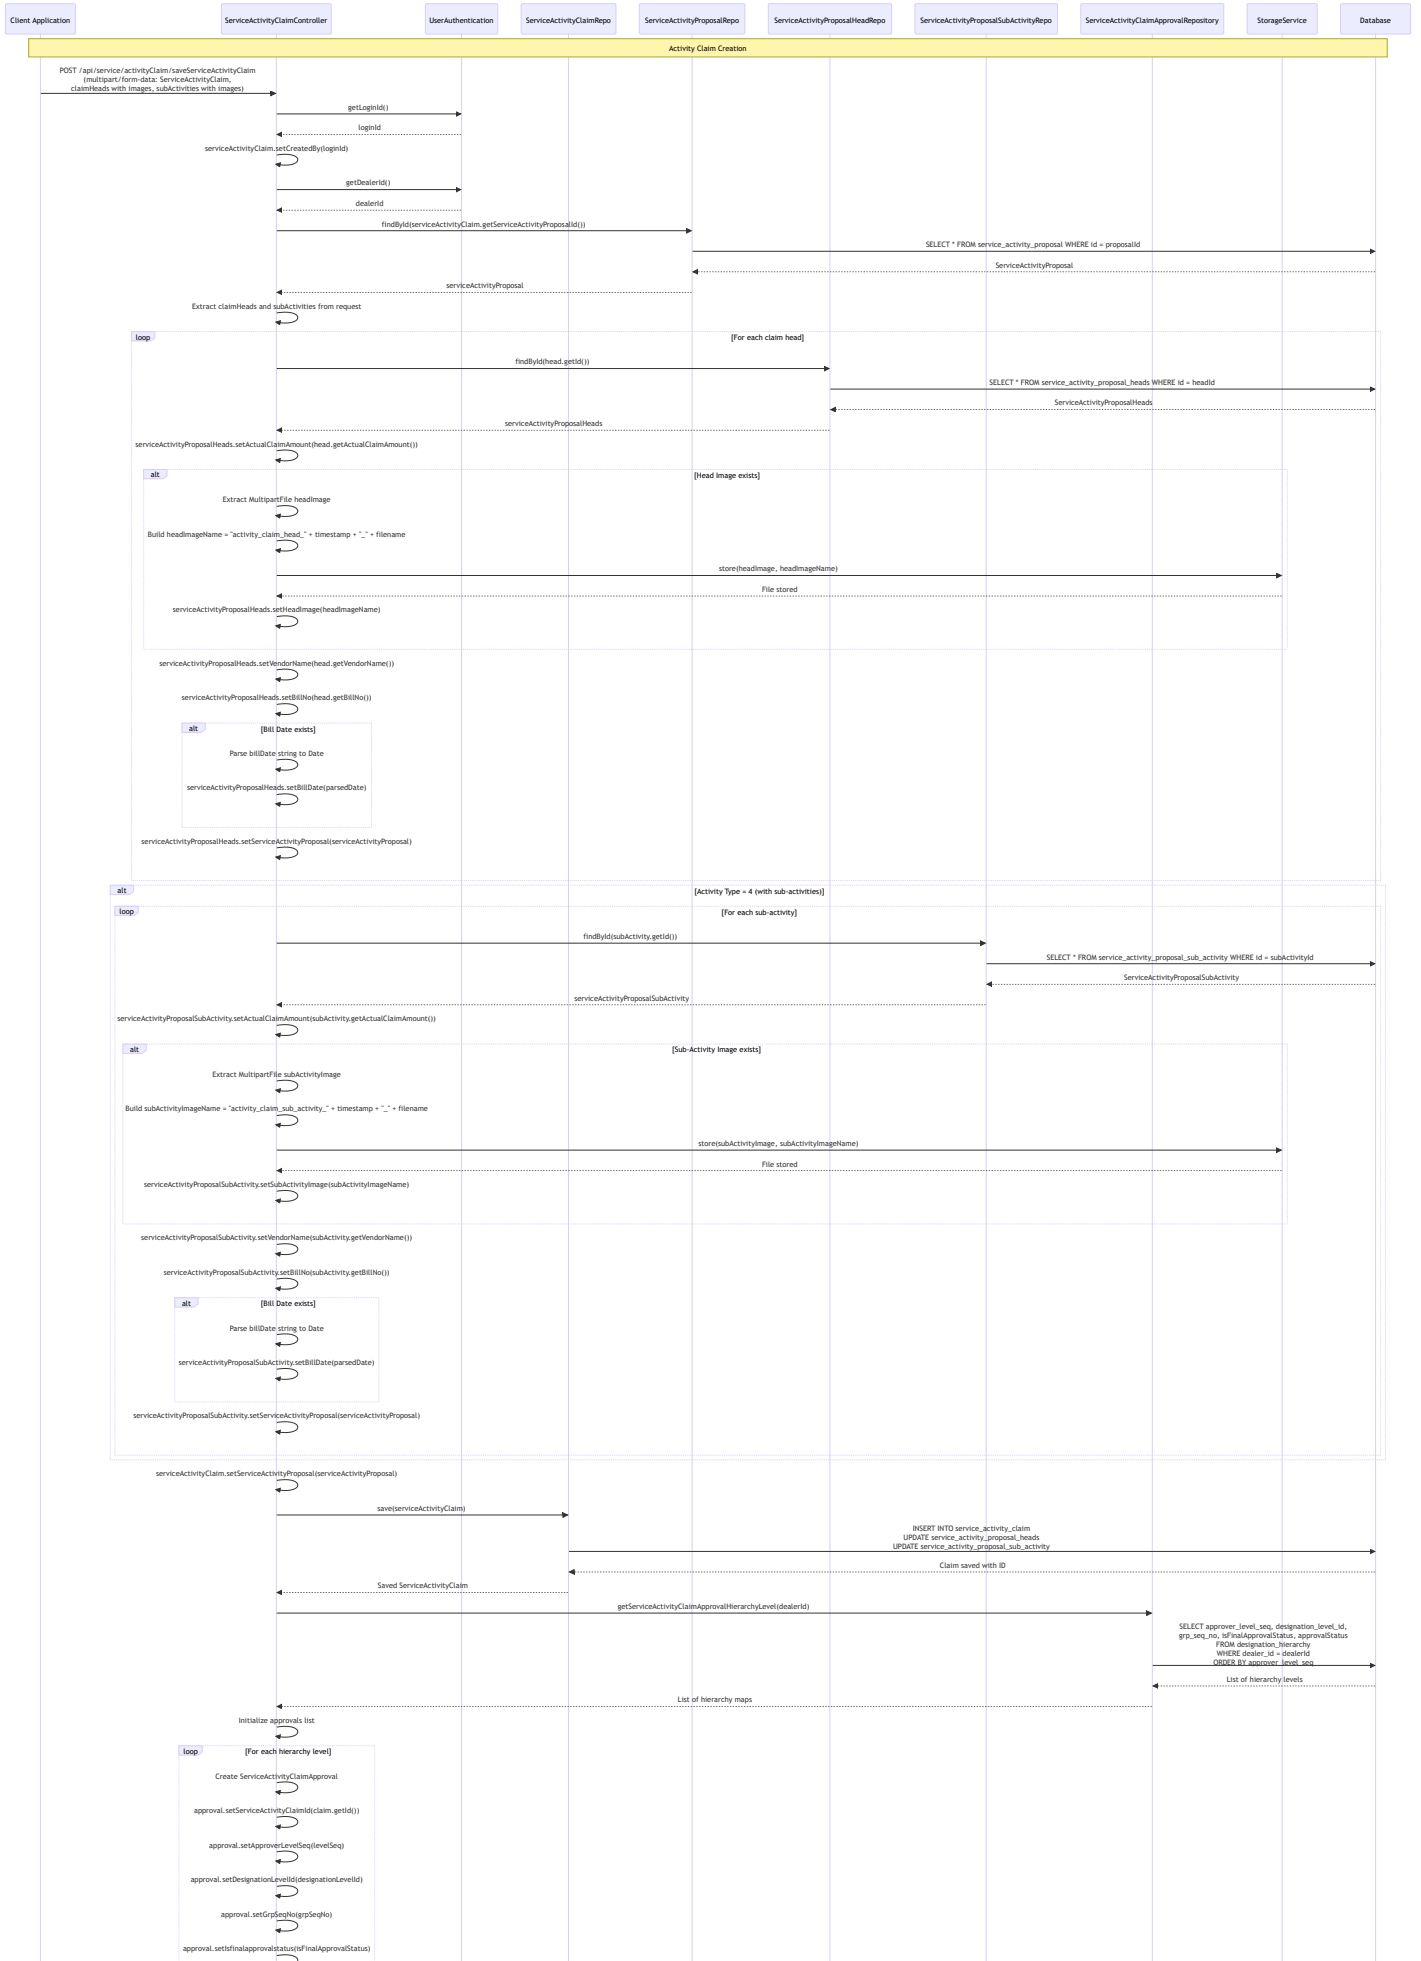 Client Application
ServiceActivityClaimController
UserAuthentication
ServiceActivityClaimRepo
ServiceActivityProposalRepo
ServiceActivityProposalHeadRepo
ServiceActivityProposalSubActivityRepo
ServiceActivityClaimApprovalRepository
StorageService
Database
Activity Claim Creation
POST /api/service/activityClaim/saveServiceActivityClaim
(multipart/form-data: ServiceActivityClaim,
claimHeads with images, subActivities with images)
getLoginId()
loginId
serviceActivityClaim.setCreatedBy(loginId)
getDealerId()
dealerId
findById(serviceActivityClaim.getServiceActivityProposalId())
SELECT * FROM service_activity_proposal WHERE id = proposalId
ServiceActivityProposal
serviceActivityProposal
Extract claimHeads and subActivities from request
loop
[For each claim head]
findById(head.getId())
SELECT * FROM service_activity_proposal_heads WHERE id = headId
ServiceActivityProposalHeads
serviceActivityProposalHeads
serviceActivityProposalHeads.setActualClaimAmount(head.getActualClaimAmount())
alt
[Head Image exists]
Extract MultipartFile headImage
Build headImageName = "activity_claim_head_" + timestamp + "_" + filename
store(headImage, headImageName)
File stored
serviceActivityProposalHeads.setHeadImage(headImageName)
serviceActivityProposalHeads.setVendorName(head.getVendorName())
serviceActivityProposalHeads.setBillNo(head.getBillNo())
alt
[Bill Date exists]
Parse billDate string to Date
serviceActivityProposalHeads.setBillDate(parsedDate)
serviceActivityProposalHeads.setServiceActivityProposal(serviceActivityProposal)
alt
[Activity Type = 4 (with sub-activities)]
loop
[For each sub-activity]
findById(subActivity.getId())
SELECT * FROM service_activity_proposal_sub_activity WHERE id = subActivityId
ServiceActivityProposalSubActivity
serviceActivityProposalSubActivity
serviceActivityProposalSubActivity.setActualClaimAmount(subActivity.getActualClaimAmount())
alt
[Sub-Activity Image exists]
Extract MultipartFile subActivityImage
Build subActivityImageName = "activity_claim_sub_activity_" + timestamp + "_" + filename
store(subActivityImage, subActivityImageName)
File stored
serviceActivityProposalSubActivity.setSubActivityImage(subActivityImageName)
serviceActivityProposalSubActivity.setVendorName(subActivity.getVendorName())
serviceActivityProposalSubActivity.setBillNo(subActivity.getBillNo())
alt
[Bill Date exists]
Parse billDate string to Date
serviceActivityProposalSubActivity.setBillDate(parsedDate)
serviceActivityProposalSubActivity.setServiceActivityProposal(serviceActivityProposal)
serviceActivityClaim.setServiceActivityProposal(serviceActivityProposal)
save(serviceActivityClaim)
INSERT INTO service_activity_claim
UPDATE service_activity_proposal_heads
UPDATE service_activity_proposal_sub_activity
Claim saved with ID
Saved ServiceActivityClaim
getServiceActivityClaimApprovalHierarchyLevel(dealerId)
SELECT approver_level_seq, designation_level_id,
grp_seq_no, isFinalApprovalStatus, approvalStatus
FROM designation_hierarchy
WHERE dealer_id = dealerId
ORDER BY approver_level_seq
List of hierarchy levels
List of hierarchy maps
Initialize approvals list
loop
[For each hierarchy level]
Create ServiceActivityClaimApproval
approval.setServiceActivityClaimId(claim.getId())
approval.setApproverLevelSeq(levelSeq)
approval.setDesignationLevelId(designationLevelId)
approval.setGrpSeqNo(grpSeqNo)
approval.setIsfinalapprovalstatus(isFinalApprovalStatus)